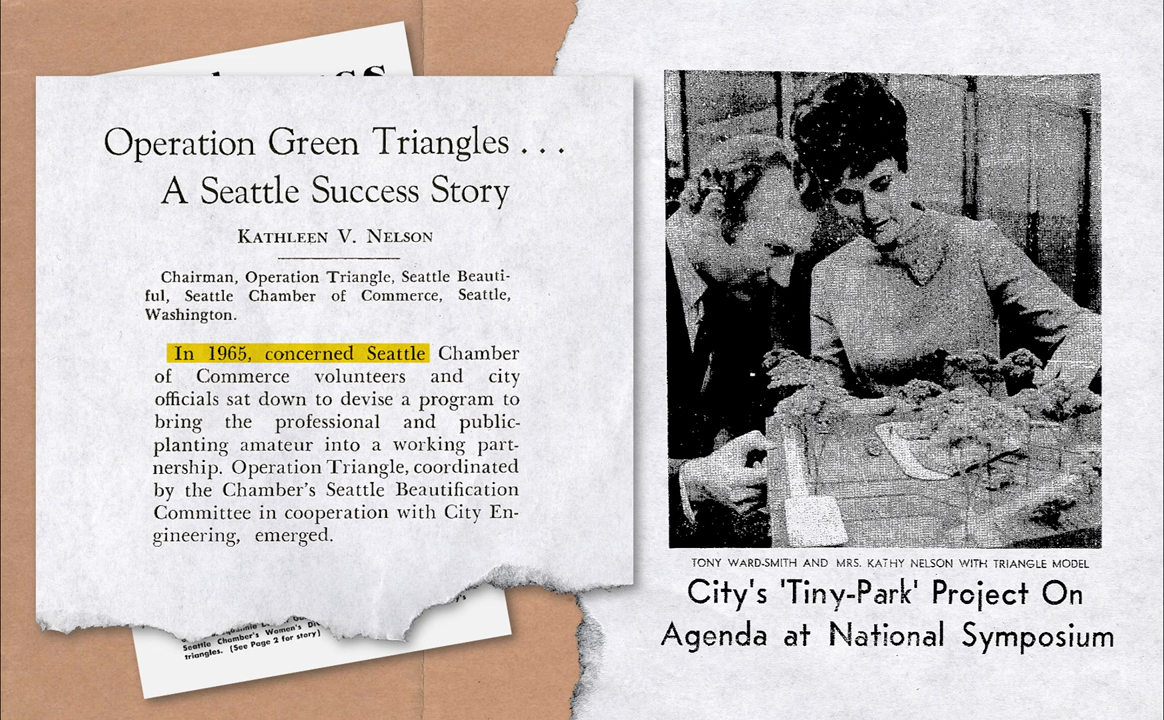 Operation Green Triangles . . .
A Seattle Success Story
KATHLEEN V. NELSON
Chairman, Operation Triangle, Seattle Beauti-
ful, Seattle Chamber of Commerce, Seattle,
Washington.
In 1965, concerned Seattle Chamber
of Commerce volunteers and city
officials sat down to devise a program to
bring the professional and public-
planting amateur into a working part-
nership. Operation Triangle, coordinated
by the Chamber's Seattle Beautification
Committee in cooperation with City En-
gineering, emerged.
Seattle Chamber's Women's
triangles. (See Page 2 for story)
TONY WARD-SMITH AND MRS. KATHY NELSON WITH TRIANGLE MODEL
City's 'Tiny-Park' Project On
Agenda at National Symposium